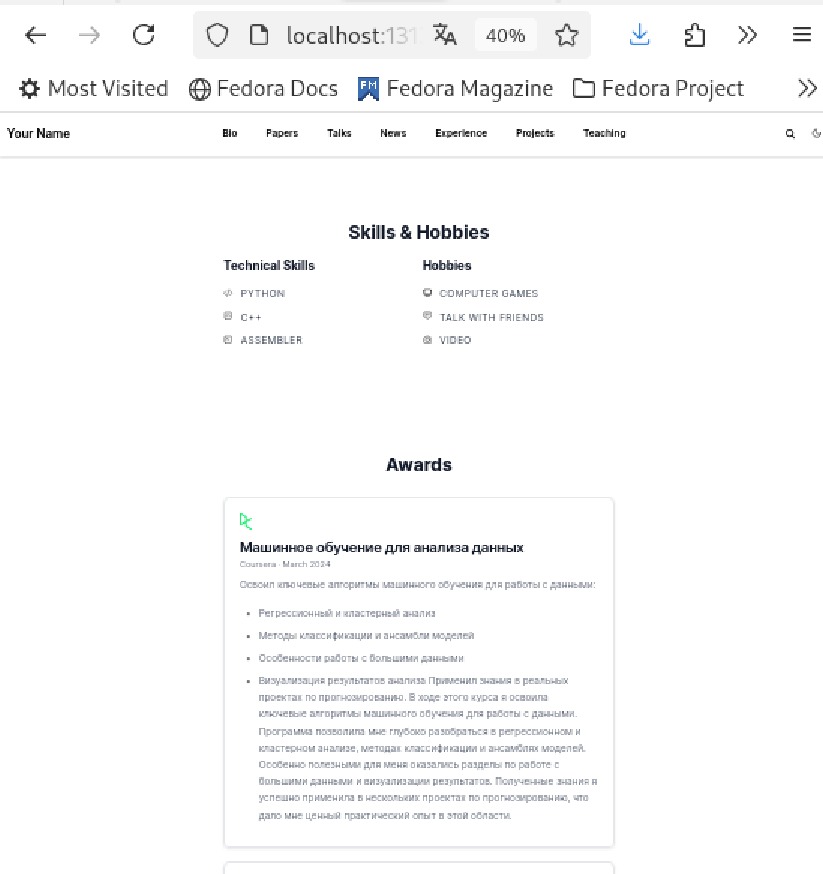 localhost:131
40%
Most Visited
Fedora Docs
FM
Fedora Magazine
Fedora Project
Your Name
Bio
Papers
Talks
News
Experience
Projects
Teaching
Skills & Hobbies
Technical Skills
Hobbies
PYTHON
COMPUTER GAMES
C++
TALK WITH FRIENDS
ASSEMBLER
VIDEO
Awards
Машинное обучение для анализа данных
Coursera · March 2024
Освоил ключевые алгоритмы машинного обучения для работы с данными:
• Регрессионный и кластерный анализ
• Методы классификации и ансамбли моделей
• Особенности работы с большими данными
• Визуализация результатов анализа Применил знания в реальных
проектах по прогнозированию. В ходе этого курса я освоила
ключевые алгоритмы машинного обучения для работы с данными.
Программа позволила мне глубоко разобраться в регрессионном и
кластерном анализе, методах классификации и ансамблях моделей.
Особенно полезными для меня оказались разделы по работе с
большими данными и визуализации результатов. Полученные знания я
успешно применила в нескольких проектах по прогнозированию, что
дало мне ценный практический опыт в этой области.